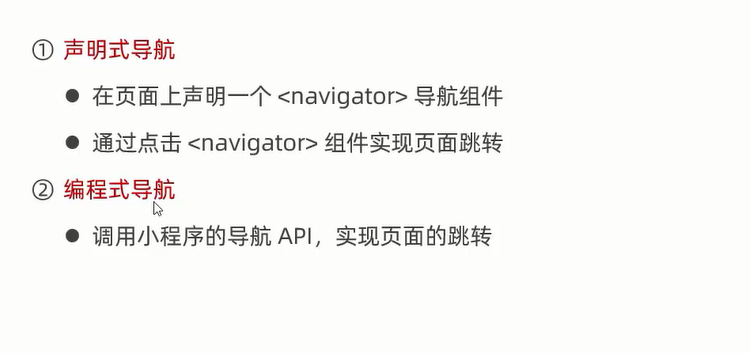 ① 声明式导航
● 在页面上声明一个 <navigator> 导航组件
● 通过点击 <navigator> 组件实现页面跳转
② 编程式导航
● 调用小程序的导航 API，实现页面的跳转